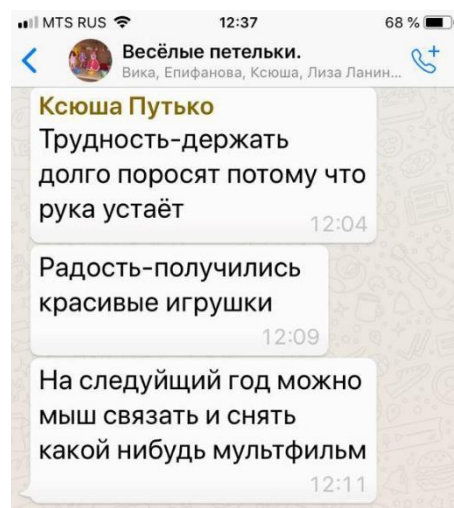 MTS RUS 12:37 68 %
Весёлые петельки.
Вика, Епифанова, Ксюша, Лиза Ланин...
Ксюша Путько
Трудность-держать
долго поросят потому что
рука устаёт
12:04
Радость-получились
красивые игрушки
12:09
На следуйщий год можно
мыш связать и снять
какой нибудь мультфильм
12:11